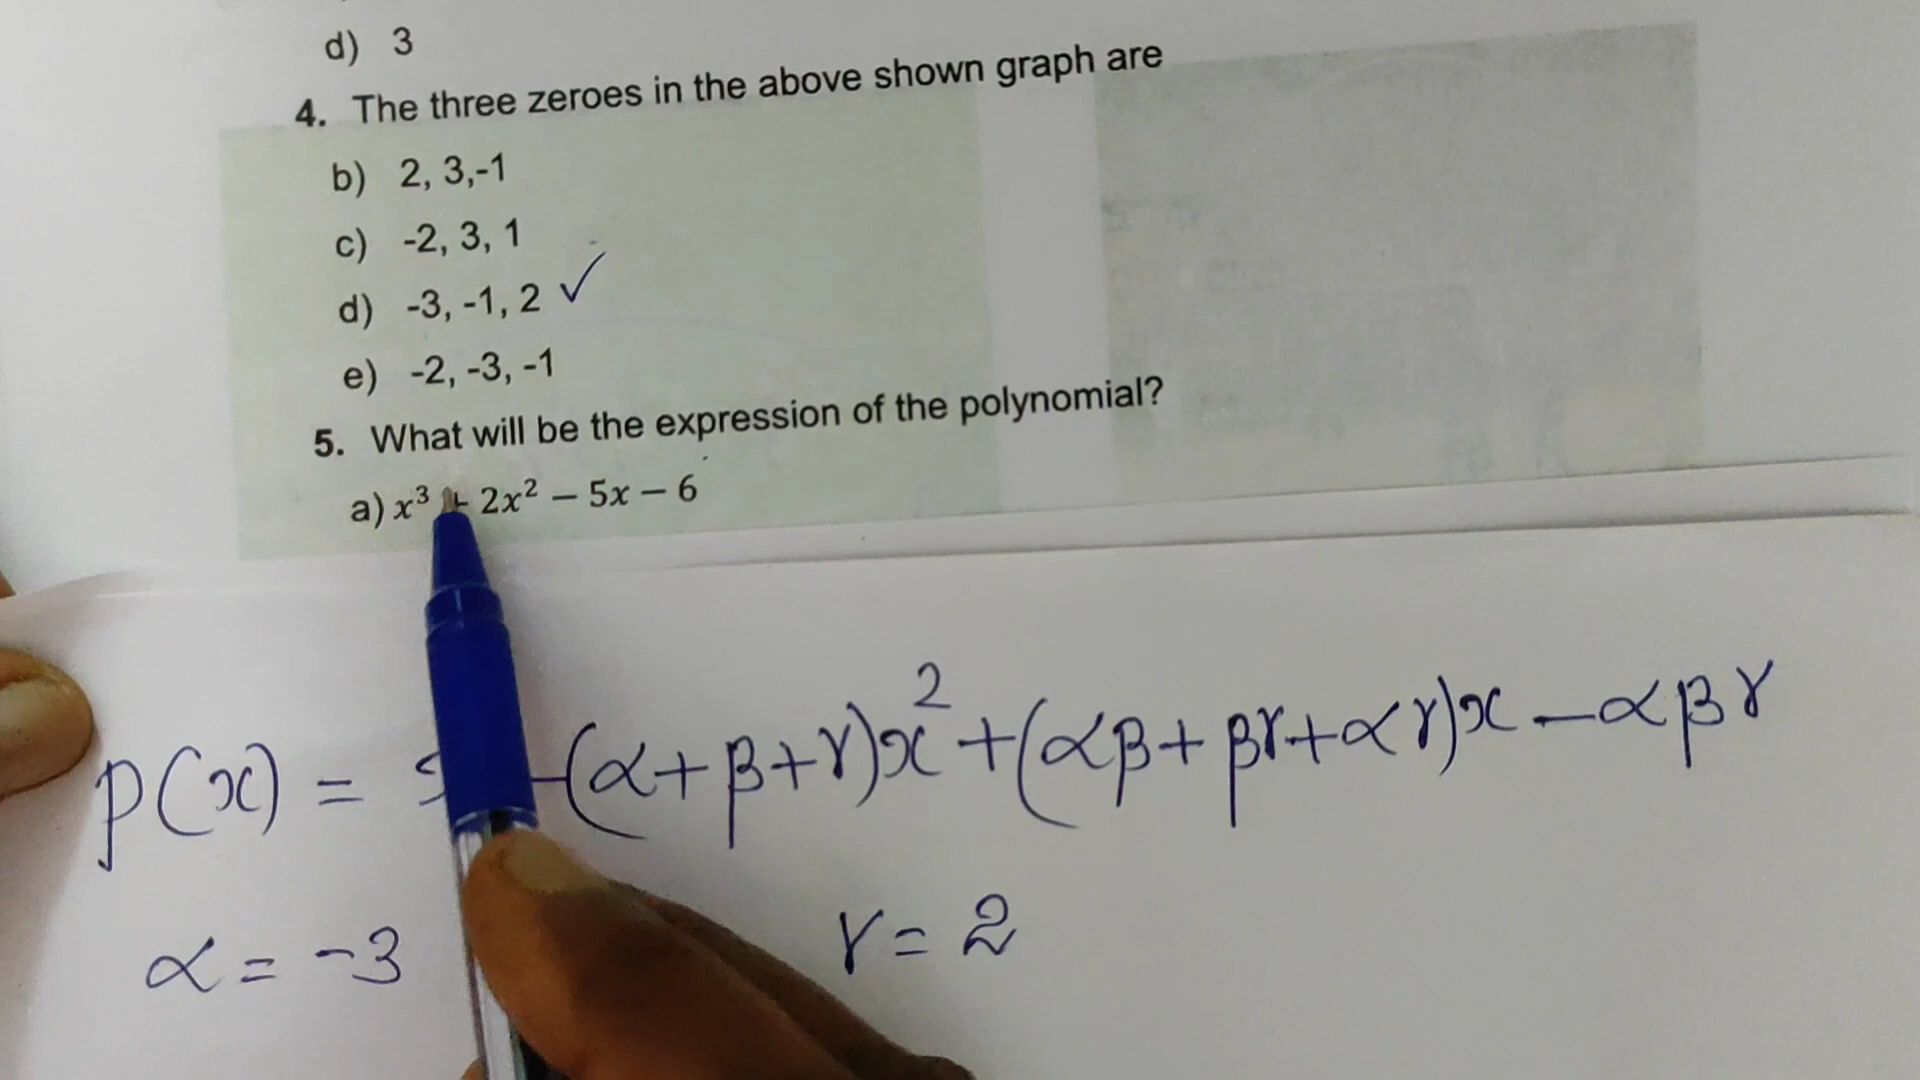 d) 3
4. The three zeroes in the above shown graph are
b) 2, 3,-1
c) -2, 3, 1
d) -3, -1, 2 ✓
e) -2, -3, -1
5. What will be the expression of the polynomial?
a) x³ + 2x² – 5x – 6
p(x) = -(α+β+γ)x²+(αβ+βγ+αγ)x-αβγ
α = -3 γ = 2